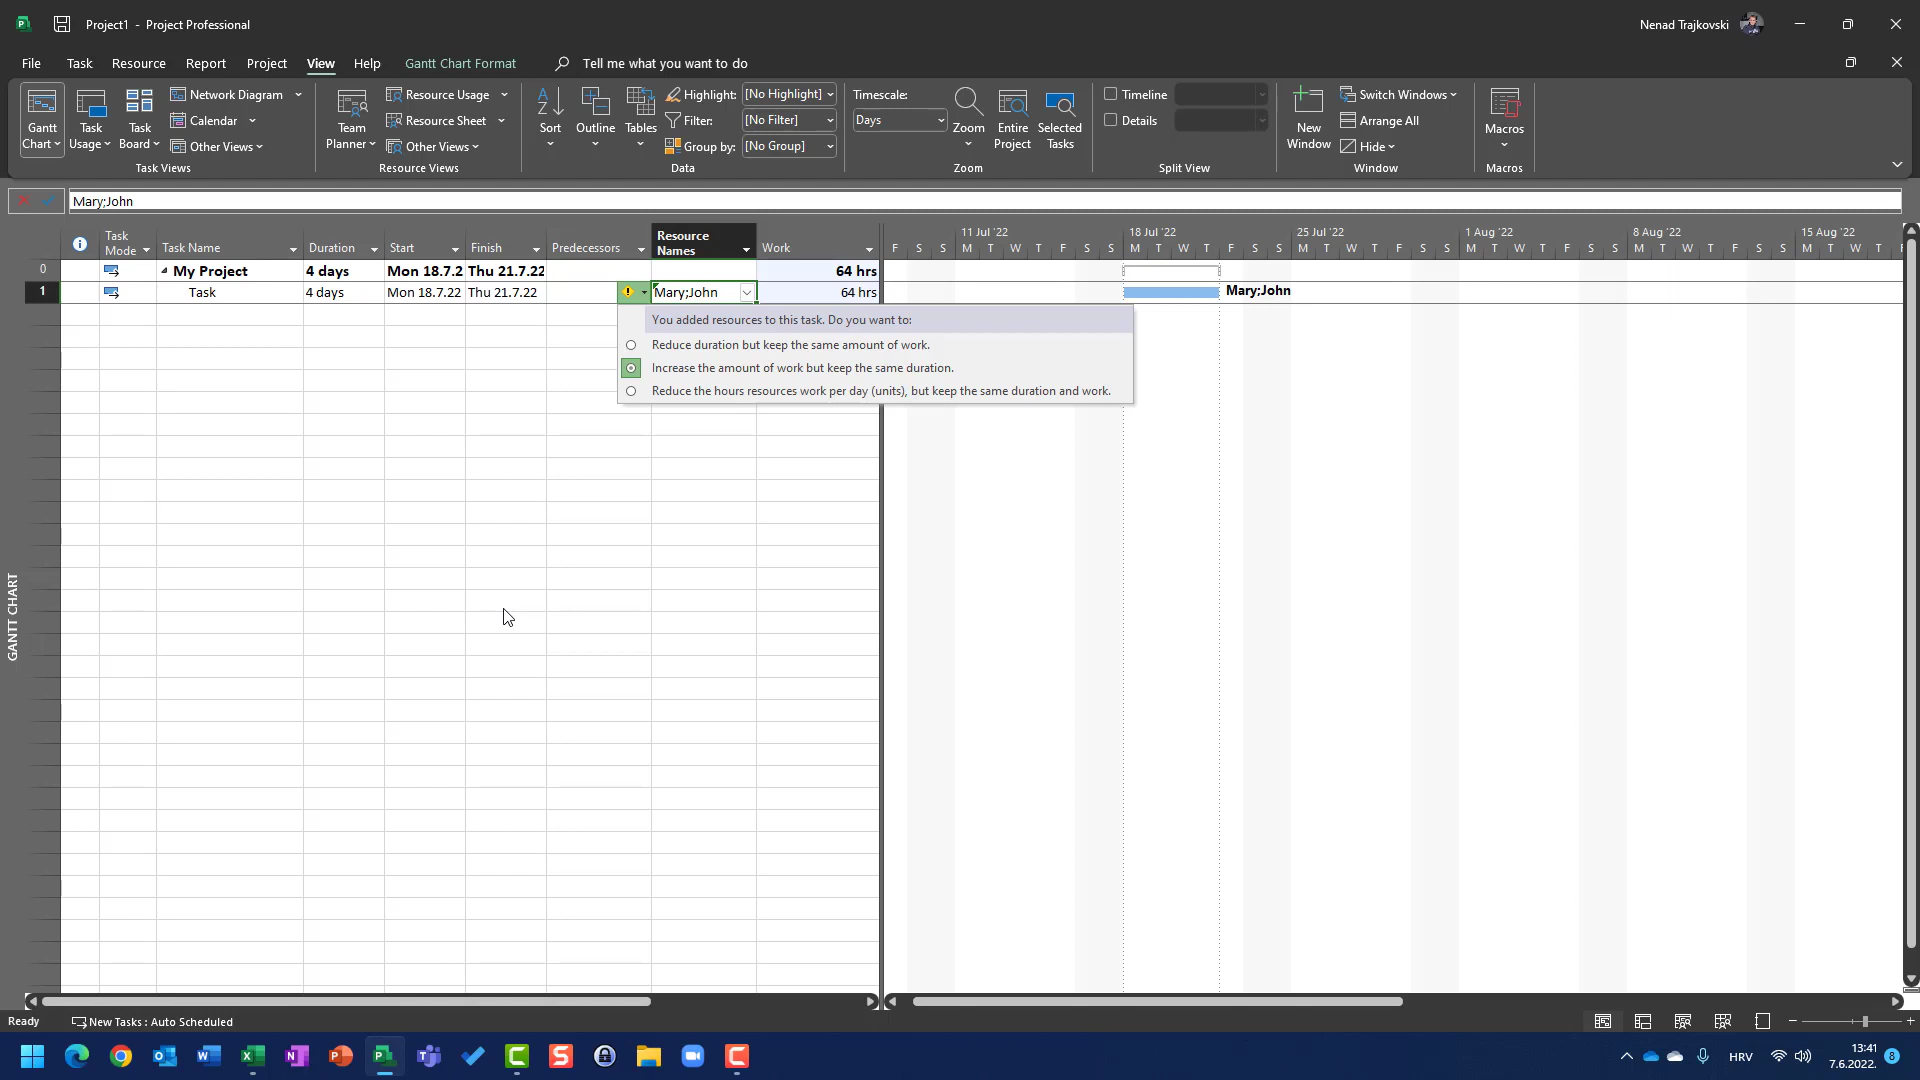 Project1 - Project Professional
Nenad Trajkovski
File Task Resource Report Project View Help Gantt Chart Format Tell me what you want to do
Gantt Chart
Task Usage
Task Board
Network Diagram
Calendar
Other Views
Task Views
Team Planner
Resource Usage
Resource Sheet
Other Views
Resource Views
Sort
Outline
Tables
Highlight: [No Highlight]
Filter: [No Filter]
Group by: [No Group]
Data
Timescale:
Days
Zoom
Entire Project
Selected Tasks
Zoom
Timeline
Details
Split View
New Window
Switch Windows
Arrange All
Hide
Window
Macros
Macros
Mary;John
Task Mode Task Name Duration Start Finish Predecessors Resource Names Work
11 Jul '22 18 Jul '22 25 Jul '22 1 Aug '22 8 Aug '22 15 Aug '22
F S S M T W T F S S M T W T F S S M T W T F S S M T W T F S S M T W T F S S M T W T F
0 My Project 4 days Mon 18.7.2 Thu 21.7.22 64 hrs
1 Task 4 days Mon 18.7.22 Thu 21.7.22 Mary;John 64 hrs Mary;John
You added resources to this task. Do you want to:
Reduce duration but keep the same amount of work.
Increase the amount of work but keep the same duration.
Reduce the hours resources work per day (units), but keep the same duration and work.
GANTT CHART
Ready New Tasks : Auto Scheduled
HRV
13:41
7.6.2022.
8